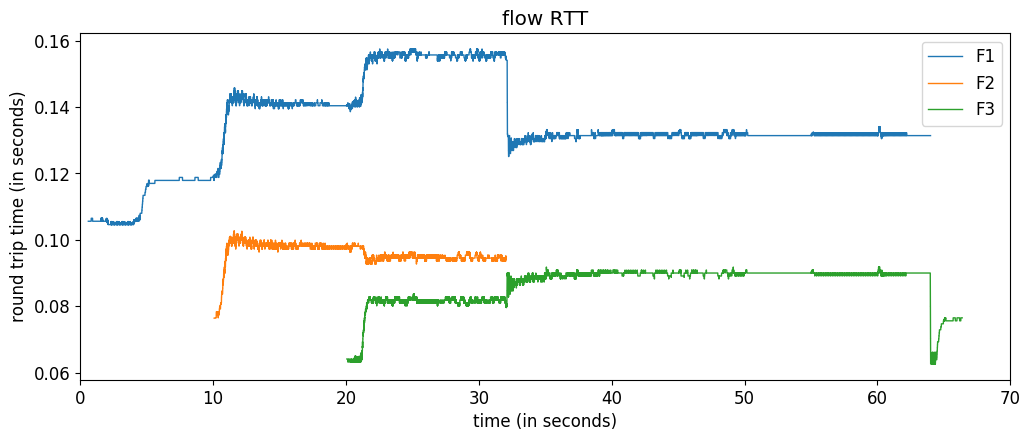 flow RTT
round trip time (in seconds)
0.16
0.14
0.12
0.10
0.08
0.06
F1
F2
F3
0 10 20 30 40 50 60 70
time (in seconds)